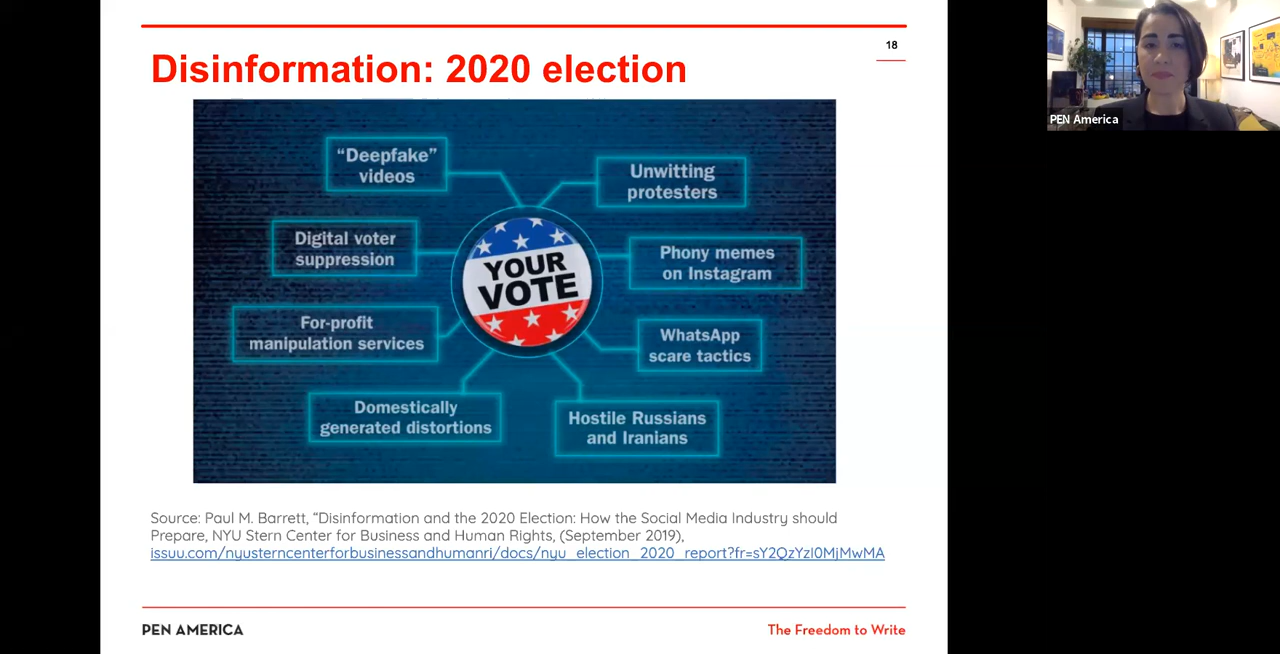 18
Disinformation: 2020 election
“Deepfake”
videos
Unwitting
protesters
Digital voter
suppression
YOUR
VOTE
Phony memes
on Instagram
For-profit
manipulation services
WhatsApp
scare tactics
Domestically
generated distortions
Hostile Russians
and Iranians
Source: Paul M. Barrett, “Disinformation and the 2020 Election: How the Social Media Industry should
Prepare, NYU Stern Center for Business and Human Rights, (September 2019),
issuu.com/nyusterncenterforbusinessandhumanri/docs/nyu_election_2020_report?fr=sY2QzYzI0MjMwMA
PEN AMERICA
The Freedom to Write
PEN America